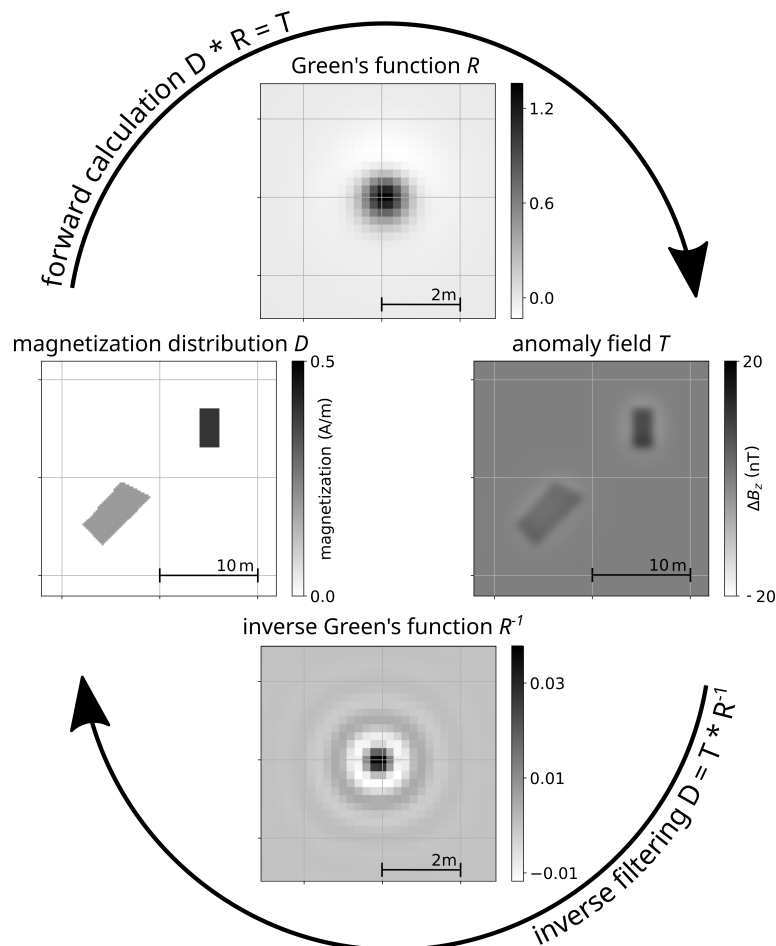 forward calculation D * R = T
Green's function R
1.2
0.6
0.0
2m
magnetization distribution D
0.5
magnetization (A/m)
0.0
10 m
anomaly field T
20
ΔB_z (nT)
- 20
10 m
inverse Green's function R⁻¹
0.03
0.01
−0.01
2m
inverse filtering D = T * R⁻¹